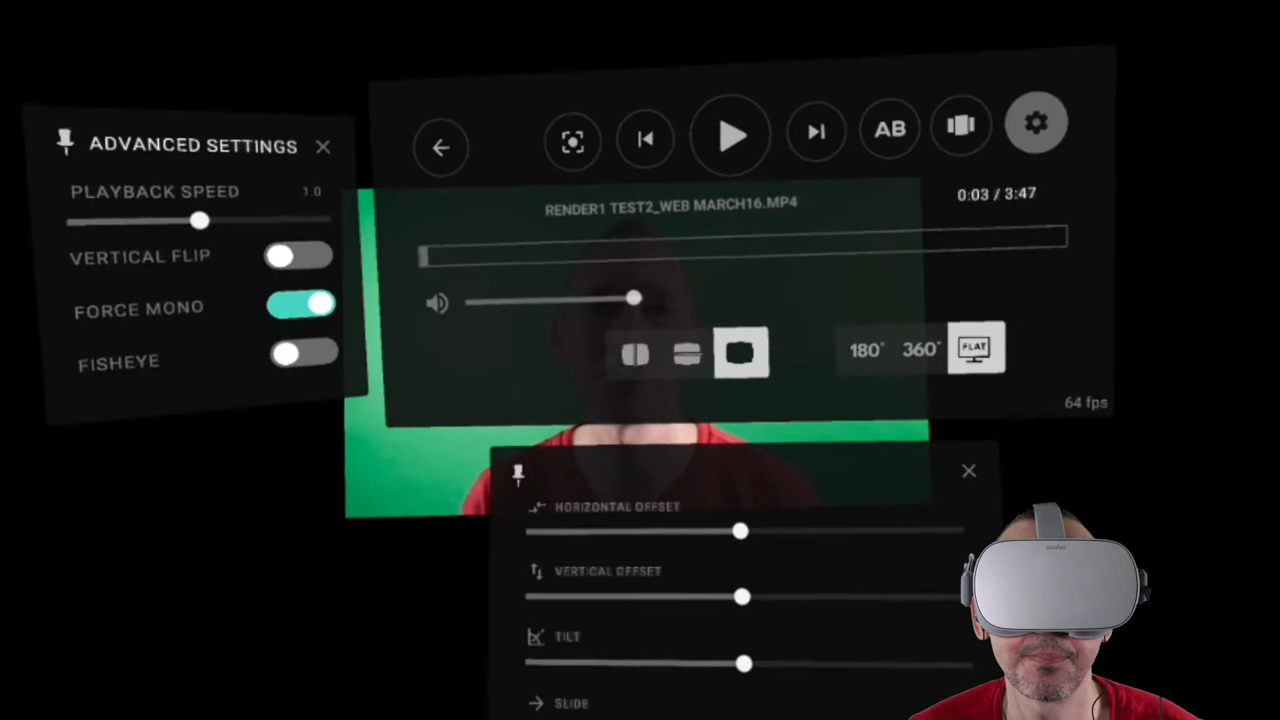 ADVANCED SETTINGS
PLAYBACK SPEED 1.0
VERTICAL FLIP
FORCE MONO
FISHEYE
AB
0:03 / 3:47
RENDER1 TEST2_WEB MARCH16.MP4
180° 360° FLAT
64 fps
HORIZONTAL OFFSET
VERTICAL OFFSET
TILT
SLIDE
oculus